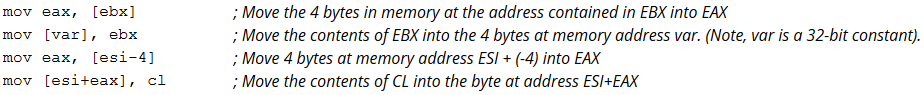 mov eax, [ebx] ; Move the 4 bytes in memory at the address contained in EBX into EAX
mov [var], ebx ; Move the contents of EBX into the 4 bytes at memory address var. (Note, var is a 32-bit constant).
mov eax, [esi-4] ; Move 4 bytes at memory address ESI + (-4) into EAX
mov [esi+eax], cl ; Move the contents of CL into the byte at address ESI+EAX